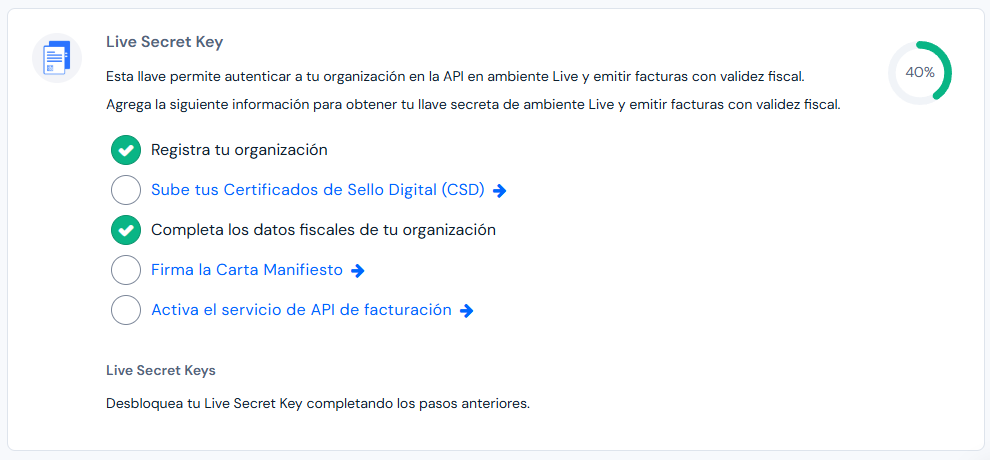 Live Secret Key
Esta llave permite autenticar a tu organización en la API en ambiente Live y emitir facturas con validez fiscal.
Agrega la siguiente información para obtener tu llave secreta de ambiente Live y emitir facturas con validez fiscal.
40%
Registra tu organización
Sube tus Certificados de Sello Digital (CSD)
Completa los datos fiscales de tu organización
Firma la Carta Manifiesto
Activa el servicio de API de facturación
Live Secret Keys
Desbloquea tu Live Secret Key completando los pasos anteriores.